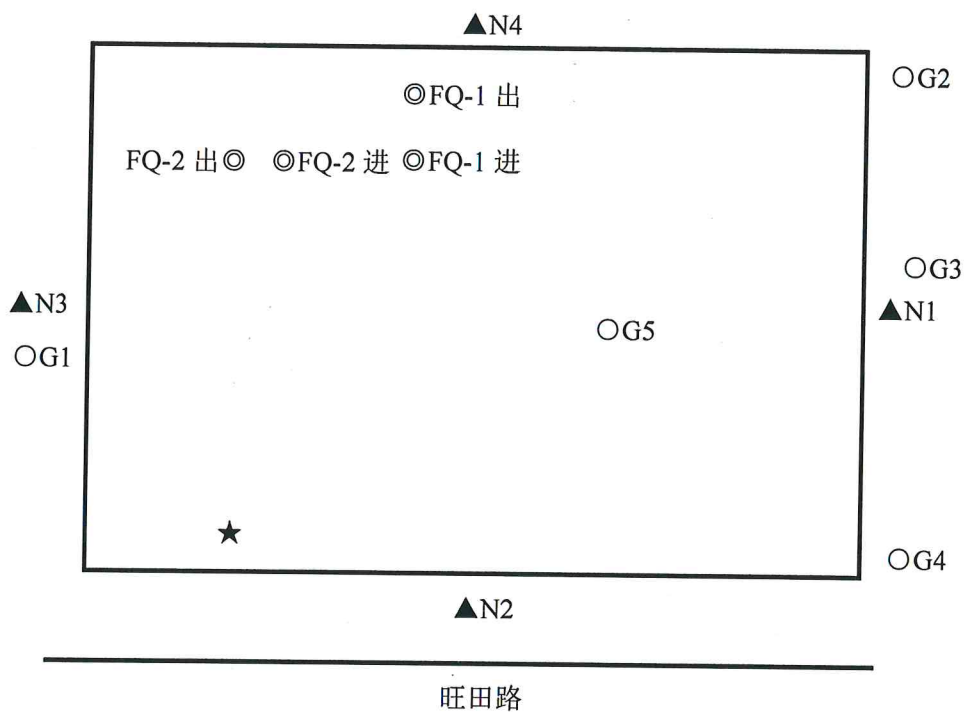 ▲N4
○G2
◎FQ-1 出
FQ-2 出◎ ◎FQ-2 进 ◎FQ-1 进
○G3
▲N3
▲N1
○G5
○G1
★
○G4
▲N2
旺田路